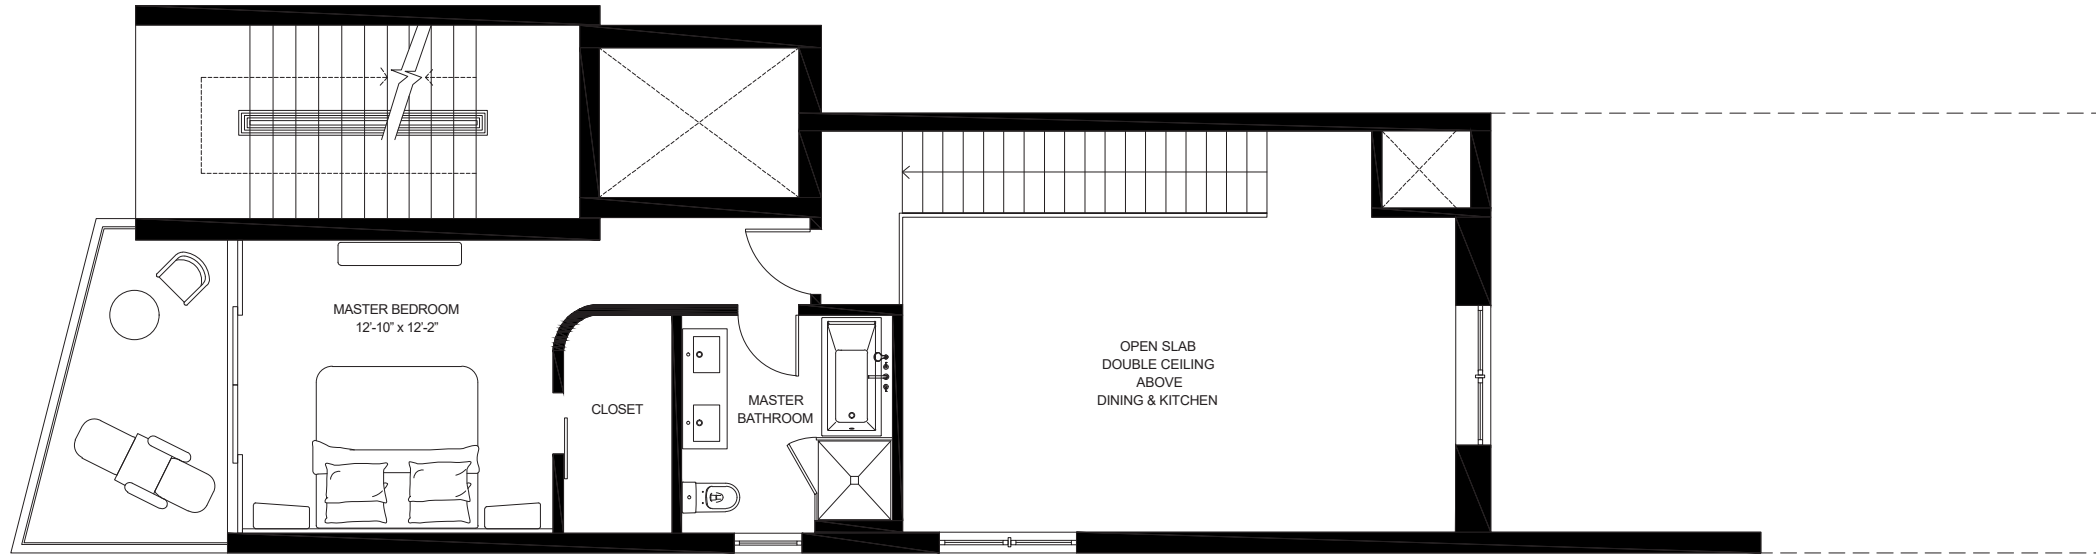 MASTER BEDROOM
12'-10" x 12'-2"
CLOSET
MASTER
BATHROOM
OPEN SLAB
DOUBLE CEILING
ABOVE
DINING & KITCHEN